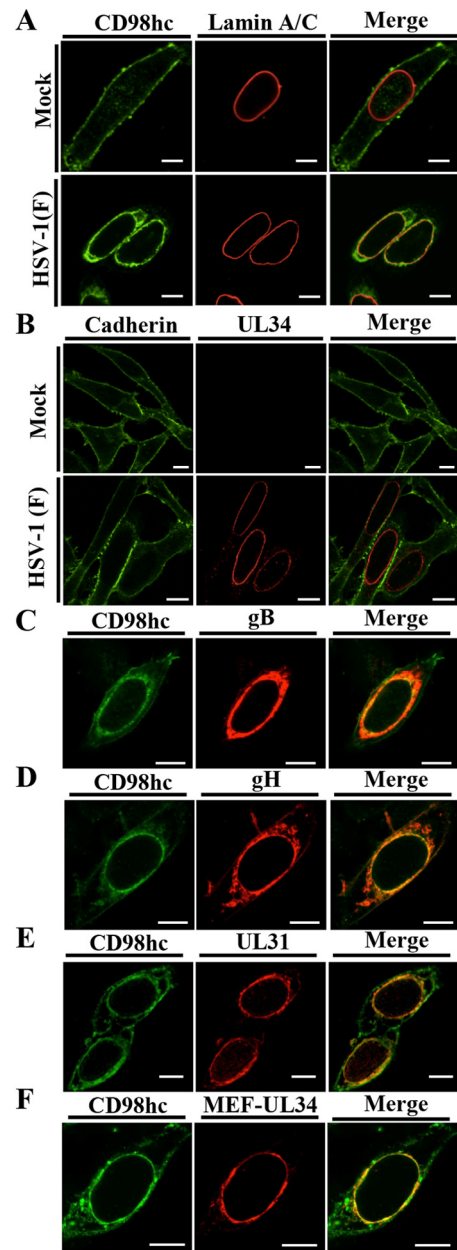 A
CD98hc Lamin A/C Merge
Mock
HSV-1(F)
B
Cadherin UL34 Merge
Mock
HSV-1 (F)
C
CD98hc gB Merge
D
CD98hc gH Merge
E
CD98hc UL31 Merge
F
CD98hc MEF-UL34 Merge